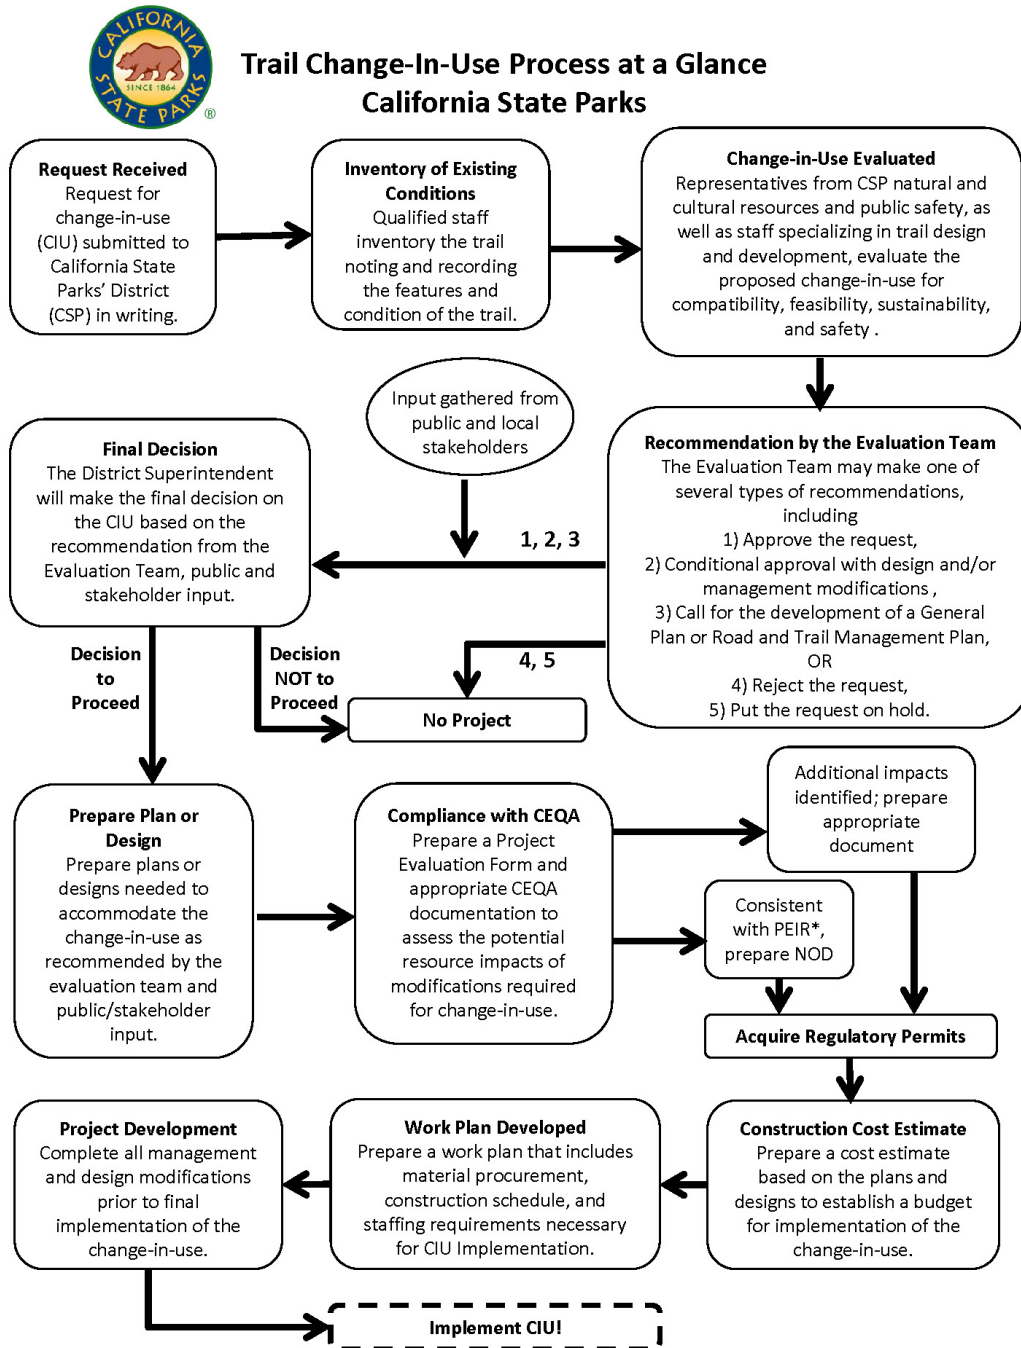 CALIFORNIA
SINCE 1864
STATE PARKS
®
Trail Change-In-Use Process at a Glance
California State Parks
Request Received
Request for
change-in-use
(CIU) submitted to
California State
Parks' District
(CSP) in writing.
Inventory of Existing
Conditions
Qualified staff
inventory the trail
noting and recording
the features and
condition of the trail.
Change-in-Use Evaluated
Representatives from CSP natural and
cultural resources and public safety, as
well as staff specializing in trail design
and development, evaluate the
proposed change-in-use for
compatibility, feasibility, sustainability,
and safety .
Input gathered from
public and local
stakeholders
Final Decision
The District Superintendent
will make the final decision on
the CIU based on the
recommendation from the
Evaluation Team, public and
stakeholder input.
1, 2, 3
Recommendation by the Evaluation Team
The Evaluation Team may make one of
several types of recommendations,
including
1) Approve the request,
2) Conditional approval with design and/or
management modifications ,
3) Call for the development of a General
Plan or Road and Trail Management Plan,
OR
4) Reject the request,
5) Put the request on hold.
4, 5
Decision
to
Proceed
Decision
NOT to
Proceed
No Project
Prepare Plan or
Design
Prepare plans or
designs needed to
accommodate the
change-in-use as
recommended by the
evaluation team and
public/stakeholder
input.
Compliance with CEQA
Prepare a Project
Evaluation Form and
appropriate CEQA
documentation to
assess the potential
resource impacts of
modifications required
for change-in-use.
Additional impacts
identified; prepare
appropriate
document
Consistent
with PEIR*,
prepare NOD
Acquire Regulatory Permits
Project Development
Complete all management
and design modifications
prior to final
implementation of the
change-in-use.
Work Plan Developed
Prepare a work plan that includes
material procurement,
construction schedule, and
staffing requirements necessary
for CIU Implementation.
Construction Cost Estimate
Prepare a cost estimate
based on the plans and
designs to establish a budget
for implementation of the
change-in-use.
Implement CIU!